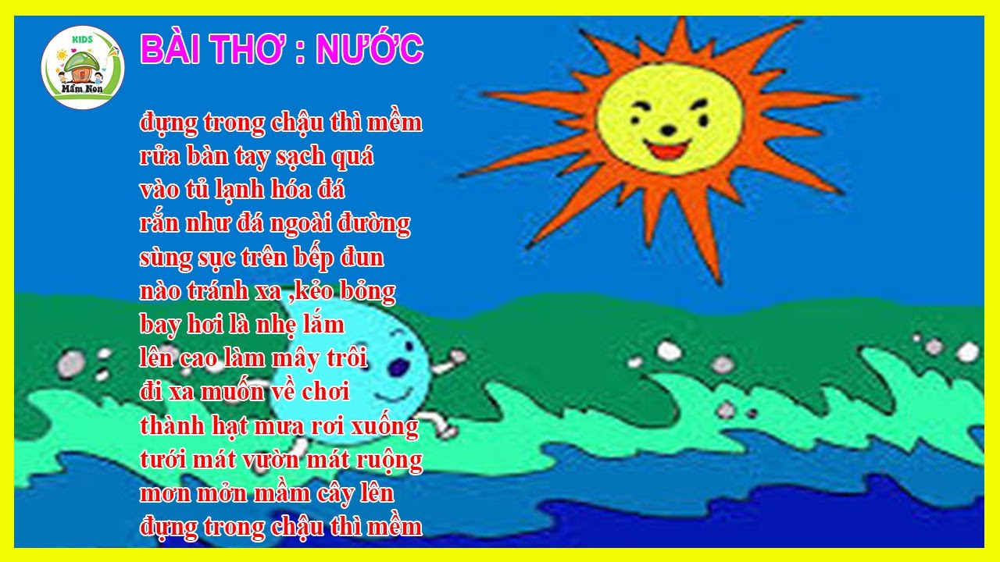 KIDS
Mầm Non
BÀI THƠ : NƯỚC
đựng trong chậu thì mềm
rửa bàn tay sạch quá
vào tủ lạnh hóa đá
rắn như đá ngoài đường
sùng sục trên bếp đun
nào tránh xa ,kẻo bỏng
bay hơi là nhẹ lắm
lên cao làm mây trôi
đi xa muốn về chơi
thành hạt mưa rơi xuống
tưới mát vườn mát ruộng
mơn mởn mầm cây lên
đựng trong chậu thì mềm